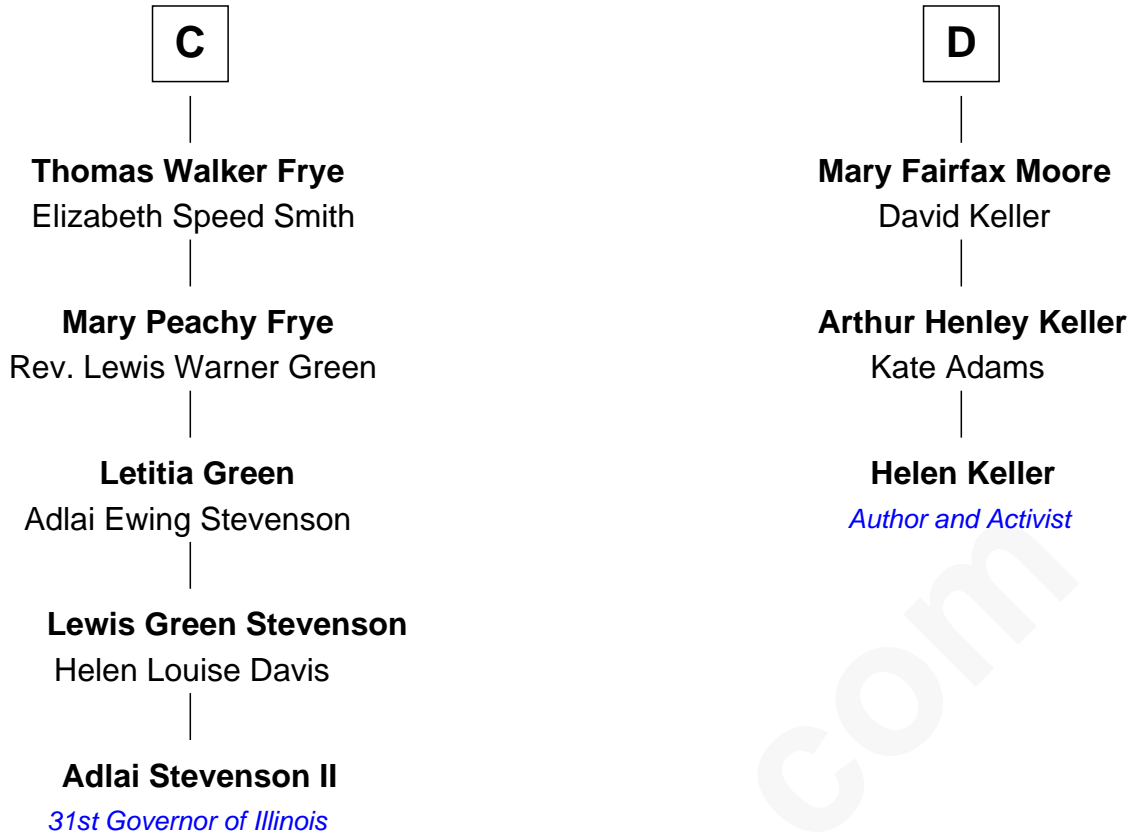 C
Thomas Walker Frye
Elizabeth Speed Smith
Mary Peachy Frye
Rev. Lewis Warner Green
Letitia Green
Adlai Ewing Stevenson
Lewis Green Stevenson
Helen Louise Davis
Adlai Stevenson II
31st Governor of Illinois
D
Mary Fairfax Moore
David Keller
Arthur Henley Keller
Kate Adams
Helen Keller
Author and Activist
com